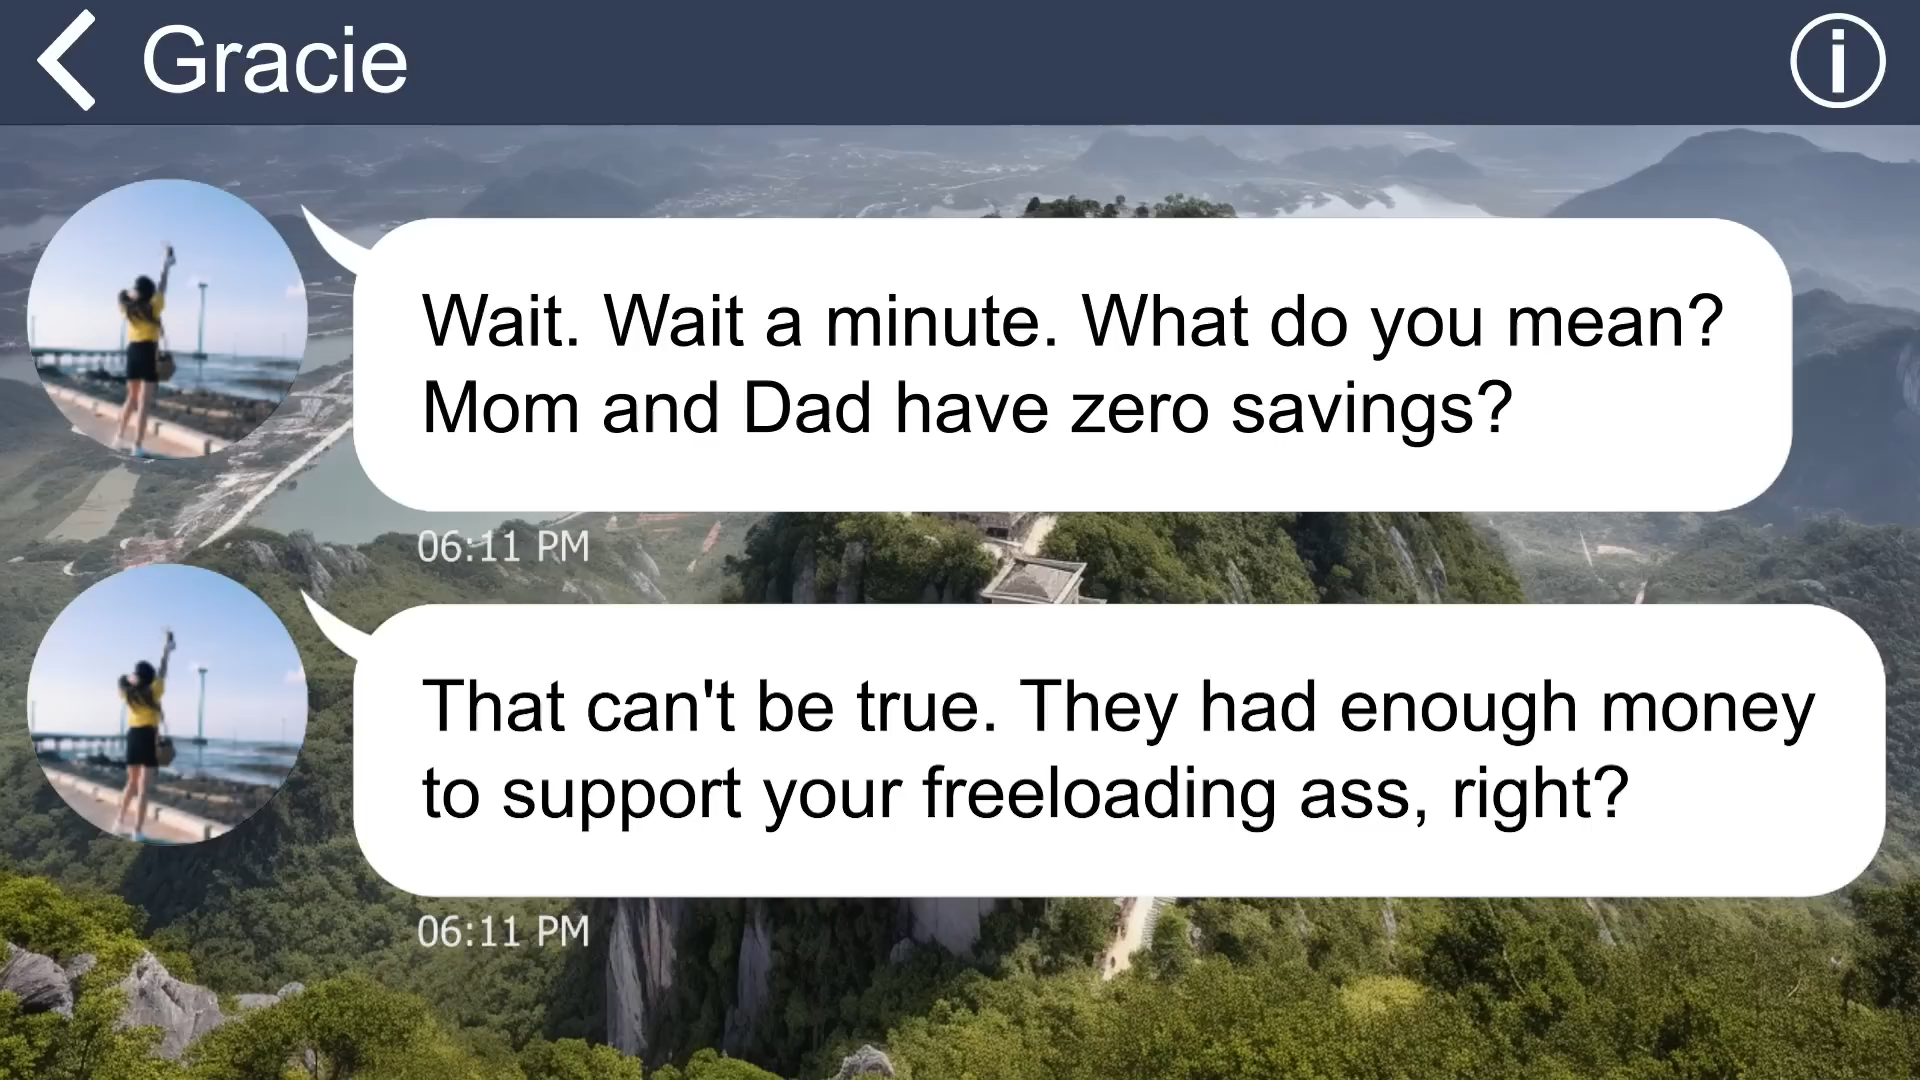 Gracie
Wait. Wait a minute. What do you mean?
Mom and Dad have zero savings?
06:11 PM
That can't be true. They had enough money
to support your freeloading ass, right?
06:11 PM